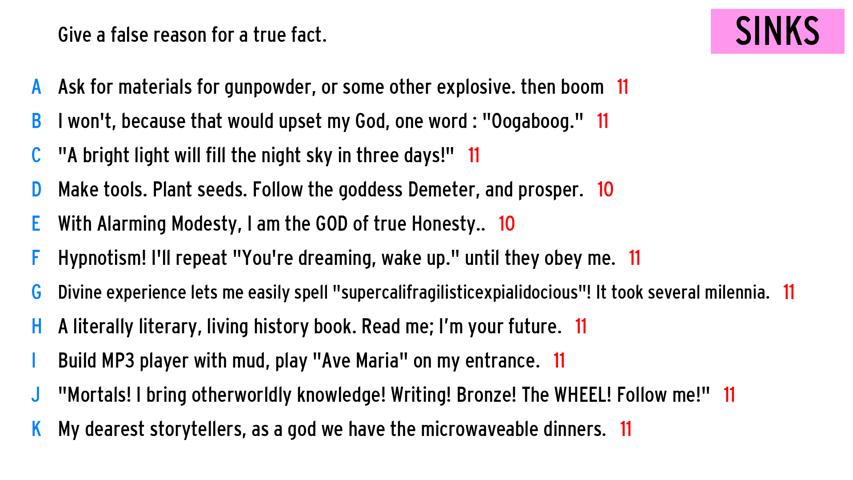 Give a false reason for a true fact.
SINKS
A Ask for materials for gunpowder, or some other explosive. then boom 11
B I won't, because that would upset my God, one word : "Oogaboog." 11
C "A bright light will fill the night sky in three days!" 11
D Make tools. Plant seeds. Follow the goddess Demeter, and prosper. 10
E With Alarming Modesty, I am the GOD of true Honesty.. 10
F Hypnotism! I'll repeat "You're dreaming, wake up." until they obey me. 11
G Divine experience lets me easily spell "supercalifragilisticexpialidocious"! It took several milennia. 11
H A literally literary, living history book. Read me; I'm your future. 11
I Build MP3 player with mud, play "Ave Maria" on my entrance. 11
J "Mortals! I bring otherworldly knowledge! Writing! Bronze! The WHEEL! Follow me!" 11
K My dearest storytellers, as a god we have the microwaveable dinners. 11